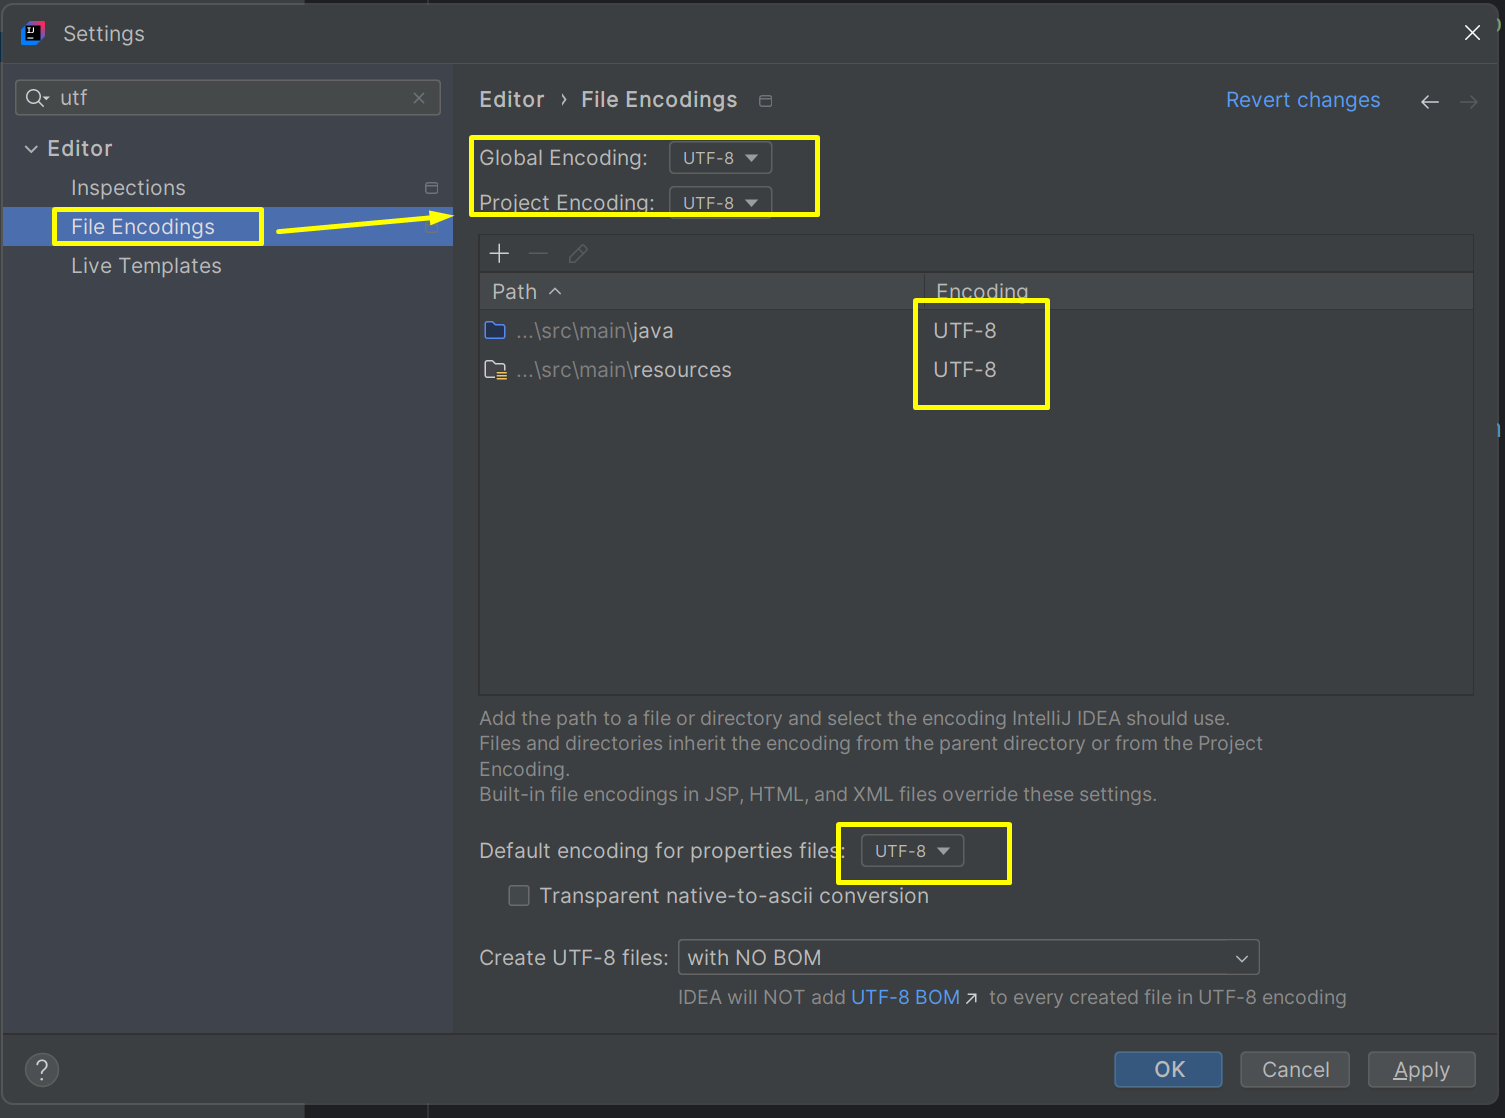 Settings
utf
Editor
Inspections
File Encodings
Live Templates
Editor › File Encodings
Revert changes
Global Encoding: UTF-8
Project Encoding: UTF-8
Path Encoding
...\src\main\java UTF-8
...\src\main\resources UTF-8
Add the path to a file or directory and select the encoding IntelliJ IDEA should use.
Files and directories inherit the encoding from the parent directory or from the Project
Encoding.
Built-in file encodings in JSP, HTML, and XML files override these settings.
Default encoding for properties files: UTF-8
Transparent native-to-ascii conversion
Create UTF-8 files: with NO BOM
IDEA will NOT add UTF-8 BOM ↗ to every created file in UTF-8 encoding
? OK Cancel Apply